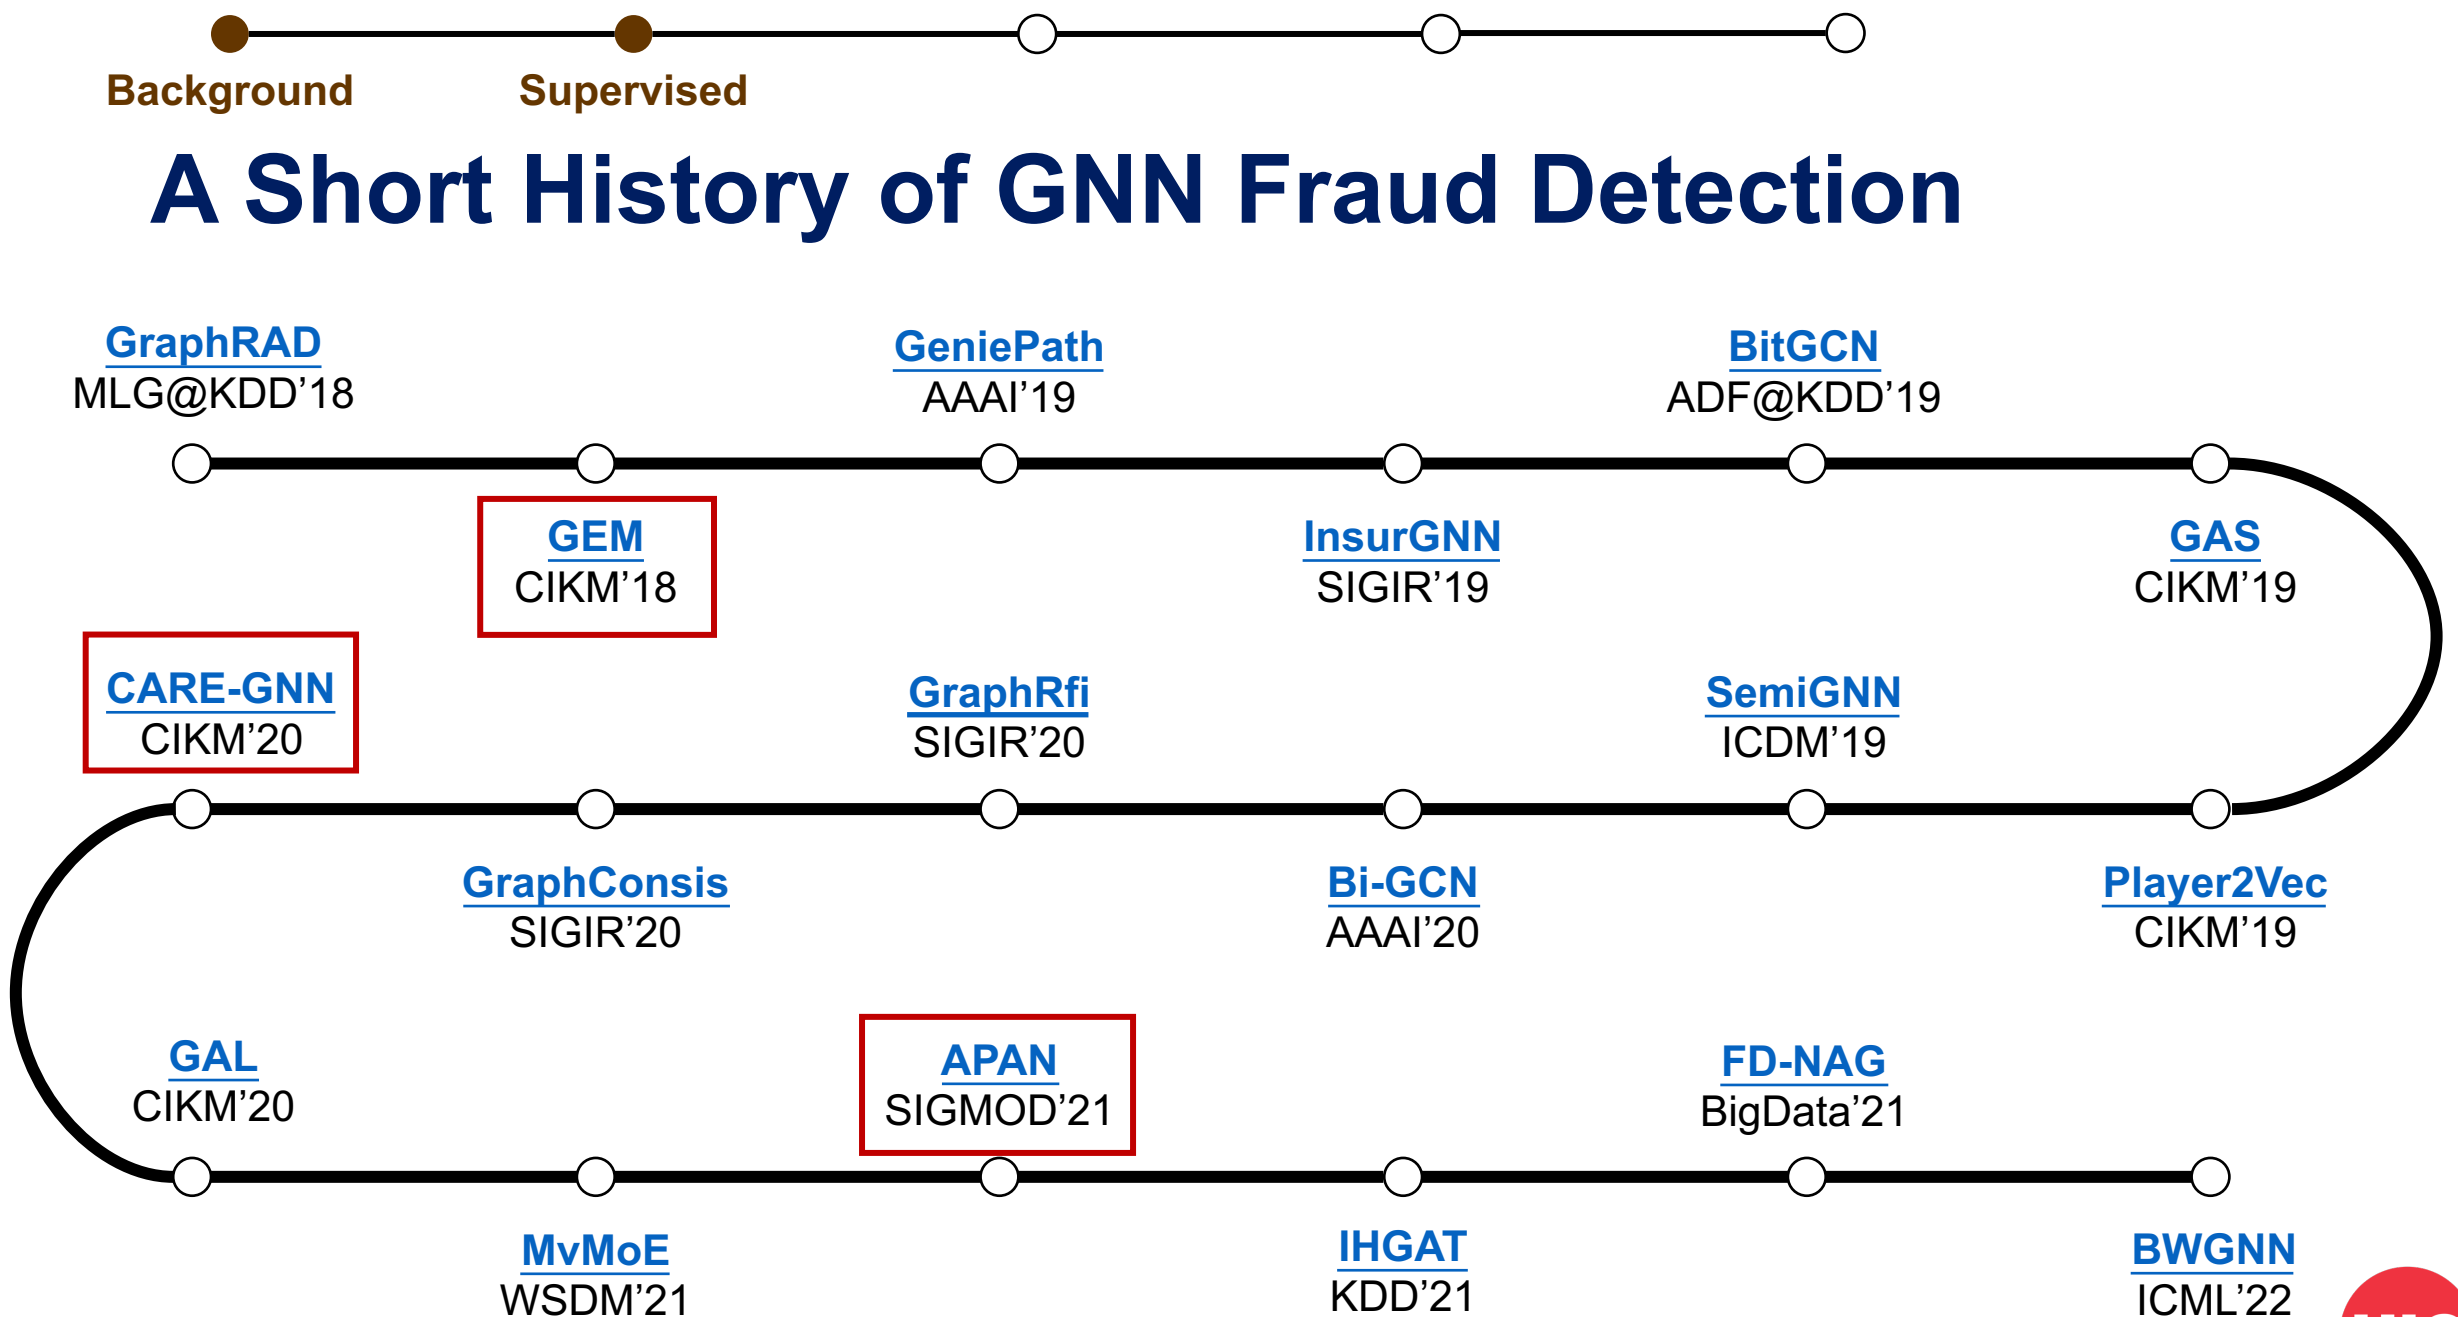 Background
Supervised
A Short History of GNN Fraud Detection
GraphRAD
MLG@KDD’18
GEM
CIKM’18
GeniePath
AAAI’19
InsurGNN
SIGIR’19
BitGCN
ADF@KDD’19
GAS
CIKM’19
Player2Vec
CIKM’19
SemiGNN
ICDM’19
Bi-GCN
AAAI’20
GraphRfi
SIGIR’20
GraphConsis
SIGIR’20
CARE-GNN
CIKM’20
GAL
CIKM’20
MvMoE
WSDM’21
APAN
SIGMOD’21
IHGAT
KDD’21
FD-NAG
BigData’21
BWGNN
ICML’22